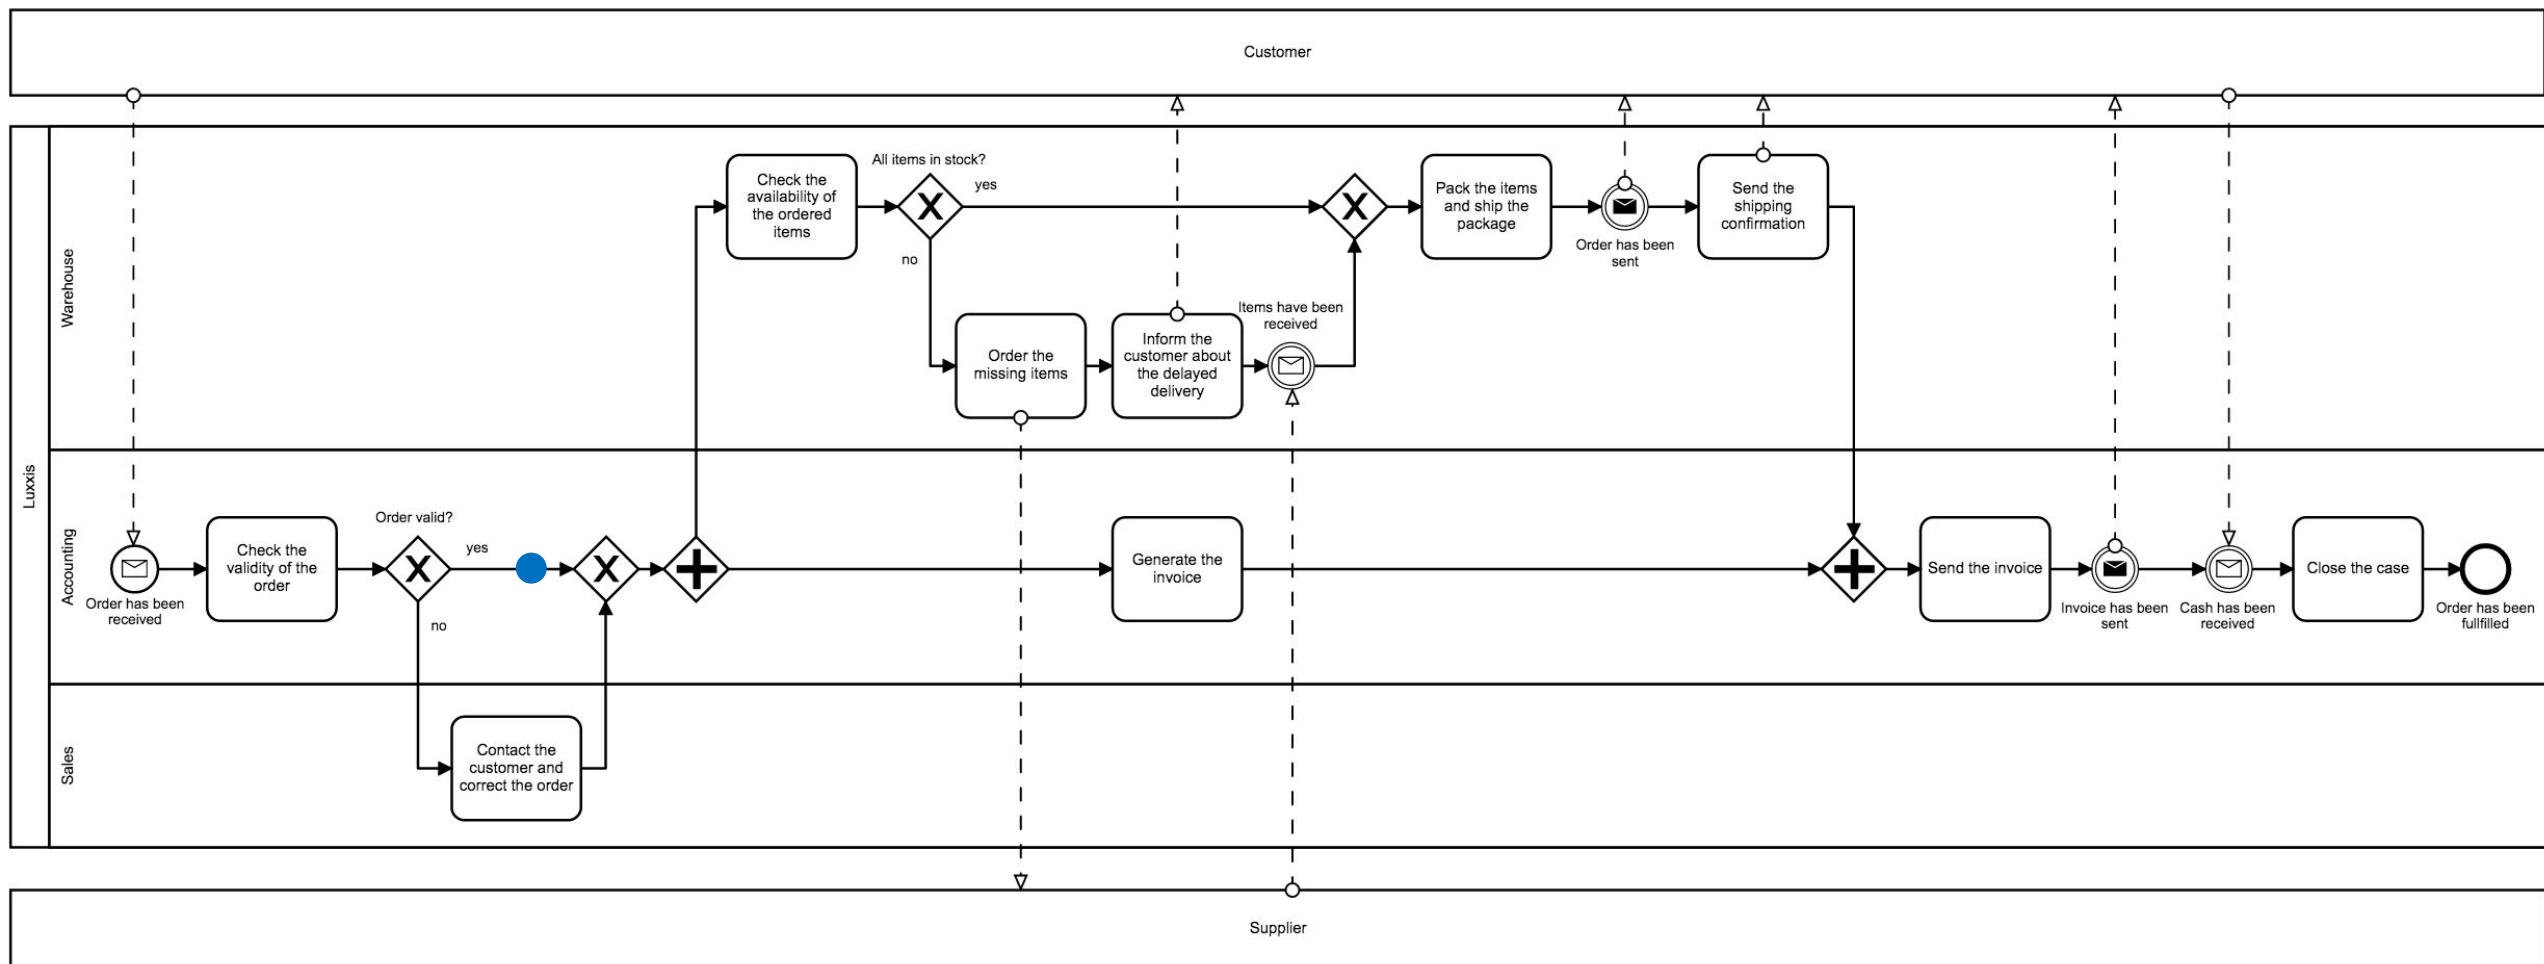 Customer
Luxxis
Warehouse
Check the
availability of
the ordered
items
All items in stock?
yes
no
Order the
missing items
Inform the
customer about
the delayed
delivery
Items have been
received
Pack the items
and ship the
package
Order has been
sent
Send the
shipping
confirmation
Accounting
Order has been
received
Check the
validity of the
order
Order valid?
yes
no
Generate the
invoice
Send the invoice
Invoice has been
sent
Cash has been
received
Close the case
Order has been
fullfilled
Sales
Contact the
customer and
correct the order
Supplier